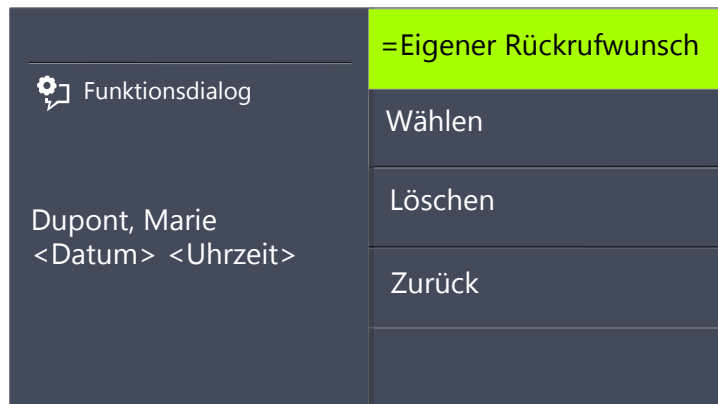 Funktionsdialog
Dupont, Marie
<Datum> <Uhrzeit>
=Eigener Rückrufwunsch
Wählen
Löschen
Zurück